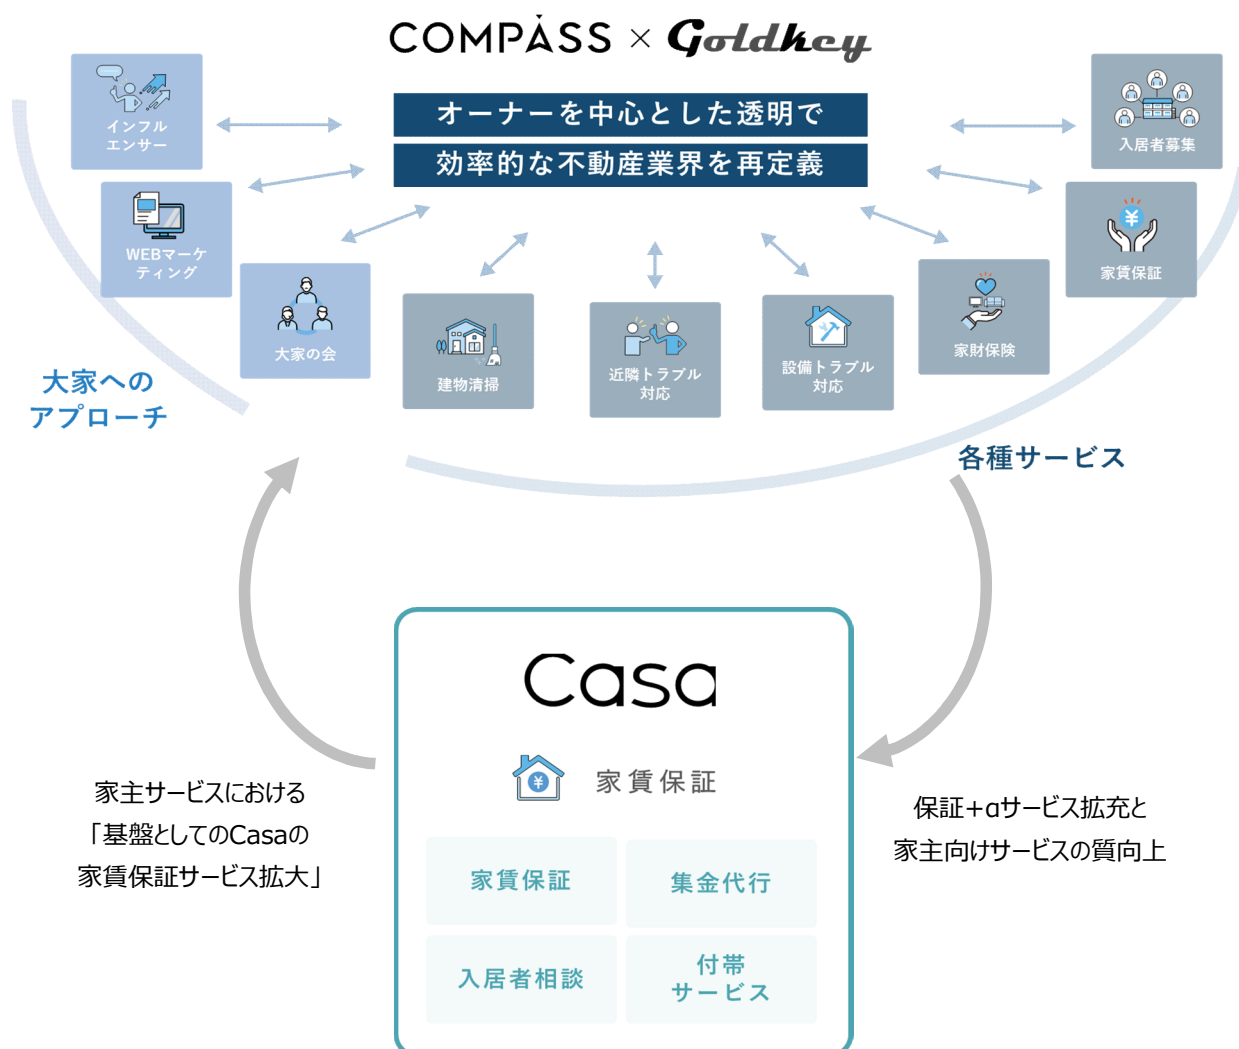 COMPASS × Goldkey
オーナーを中心とした透明で
効率的な不動産業界を再定義
インフル
エンサー
WEBマーケ
ティング
大家の会
建物清掃
近隣トラブル
対応
設備トラブル
対応
家財保険
家賃保証
入居者募集
大家への
アプローチ
各種サービス
Casa
家賃保証
家賃保証
集金代行
入居者相談
付帯
サービス
家主サービスにおける
「基盤としてのCasaの
家賃保証サービス拡大」
保証+αサービス拡充と
家主向けサービスの質向上